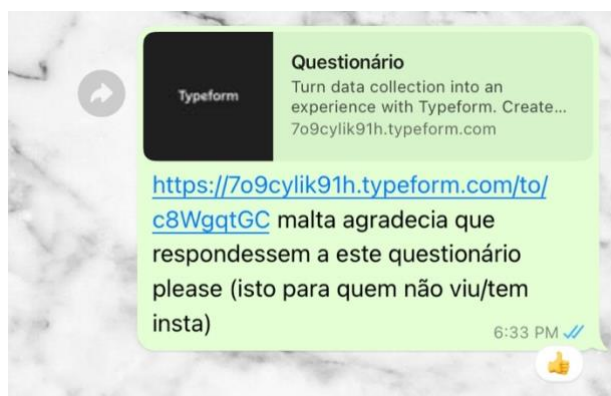 Typeform
Questionário
Turn data collection into an
experience with Typeform. Create...
7o9cylik91h.typeform.com
https://7o9cylik91h.typeform.com/to/
c8WgqtGC malta agradecia que
respondessem a este questionário
please (isto para quem não viu/tem
insta)
6:33 PM